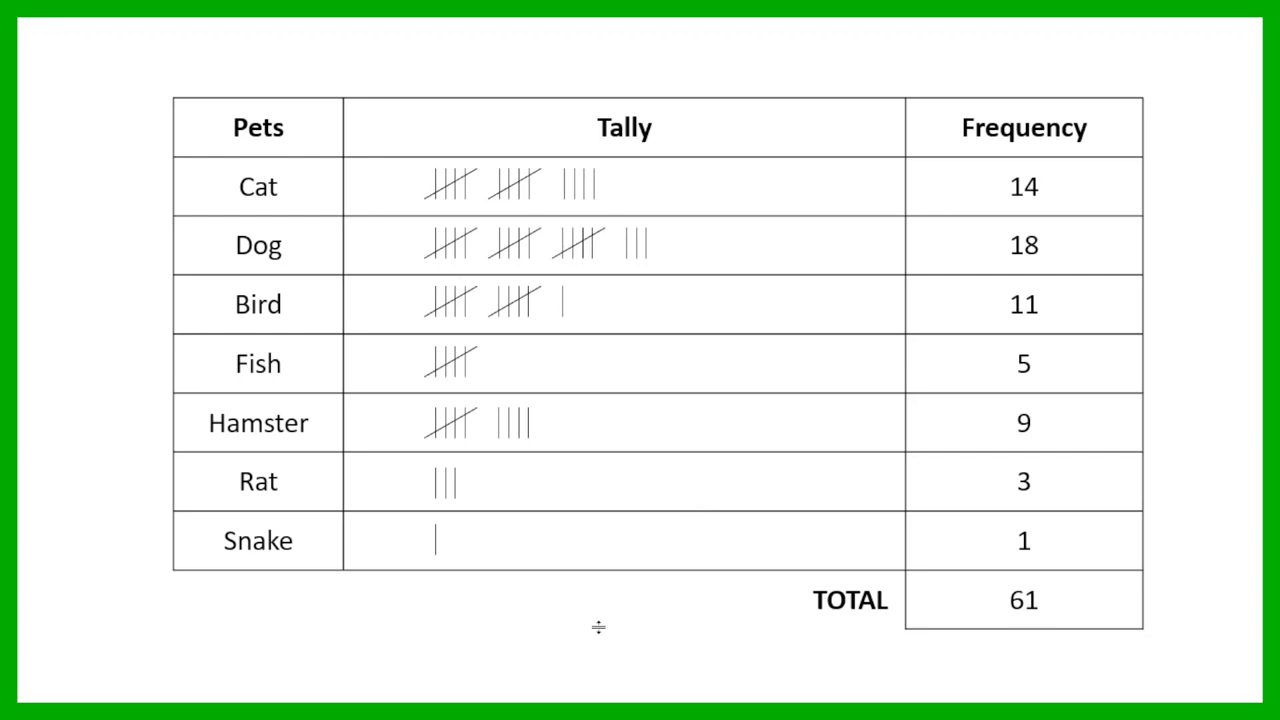 Pets Tally Frequency
Cat 14
Dog 18
Bird 11
Fish 5
Hamster 9
Rat 3
Snake 1
TOTAL 61